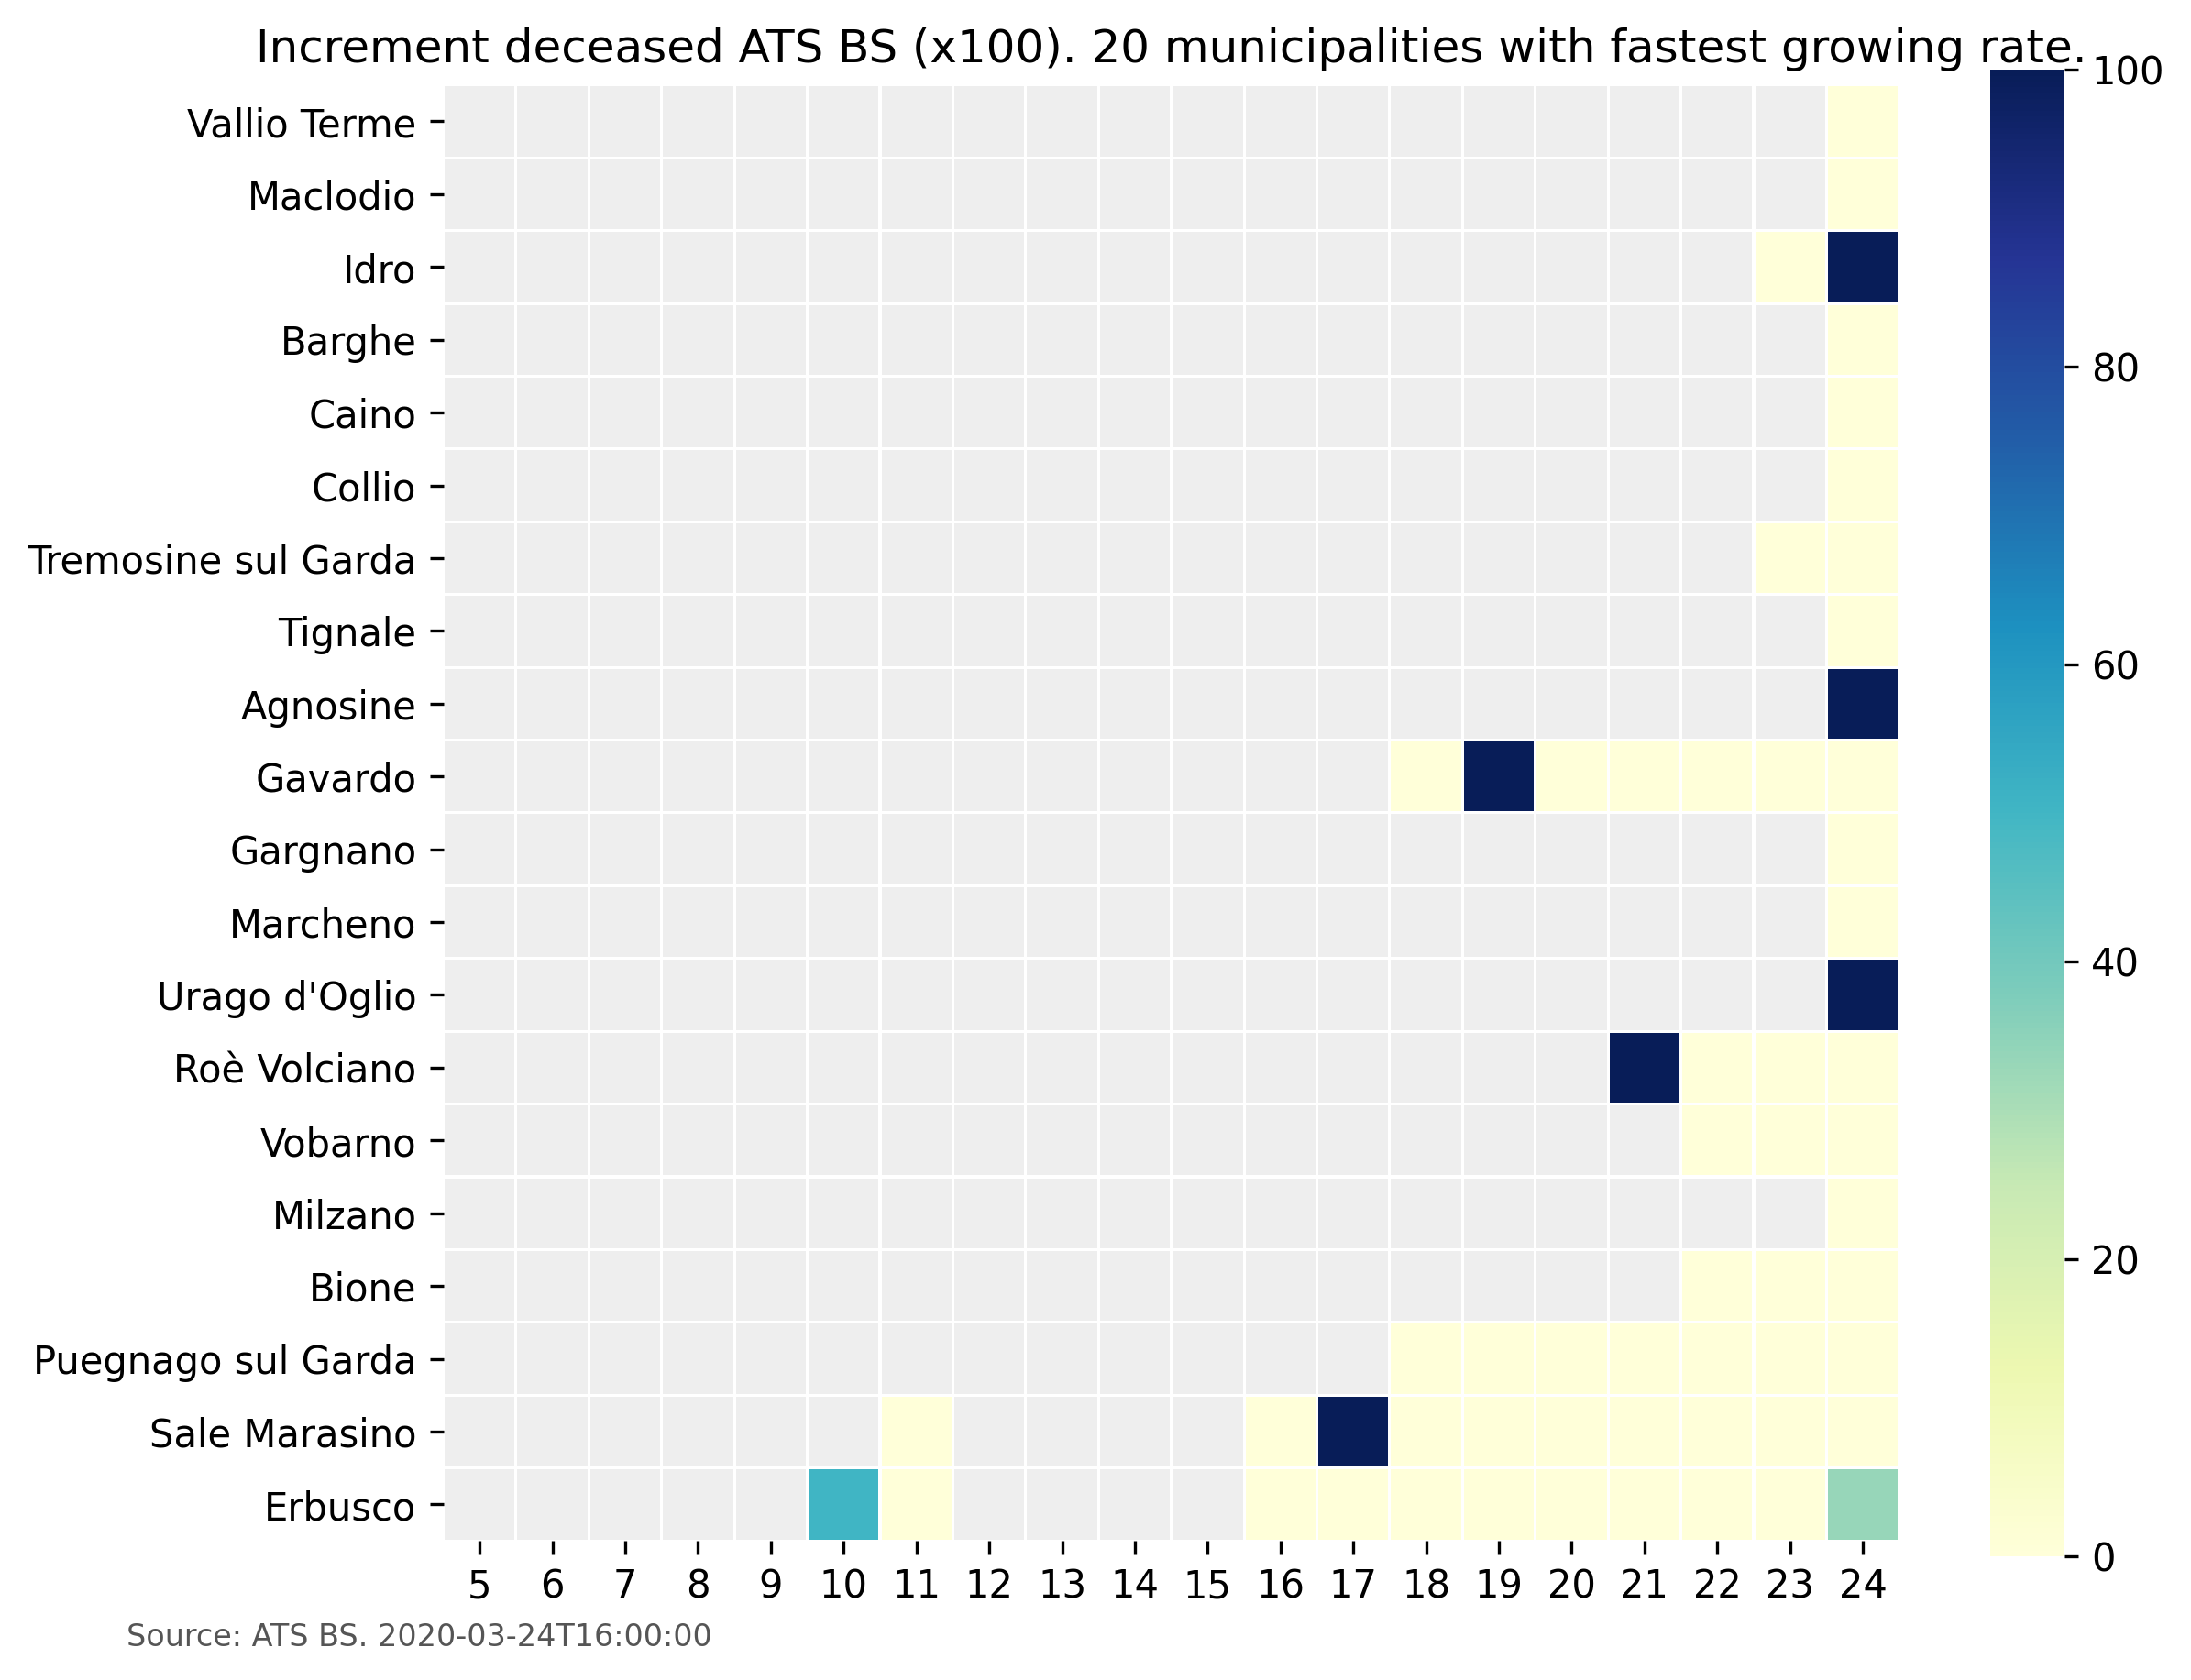 Increment deceased ATS BS (x100). 20 municipalities with fastest growing rate.
Vallio Terme
Maclodio
Idro
Barghe
Caino
Collio
Tremosine sul Garda
Tignale
Agnosine
Gavardo
Gargnano
Marcheno
Urago d'Oglio
Roè Volciano
Vobarno
Milzano
Bione
Puegnago sul Garda
Sale Marasino
Erbusco
5 6 7 8 9 10 11 12 13 14 15 16 17 18 19 20 21 22 23 24
100
80
60
40
20
0
Source: ATS BS. 2020-03-24T16:00:00